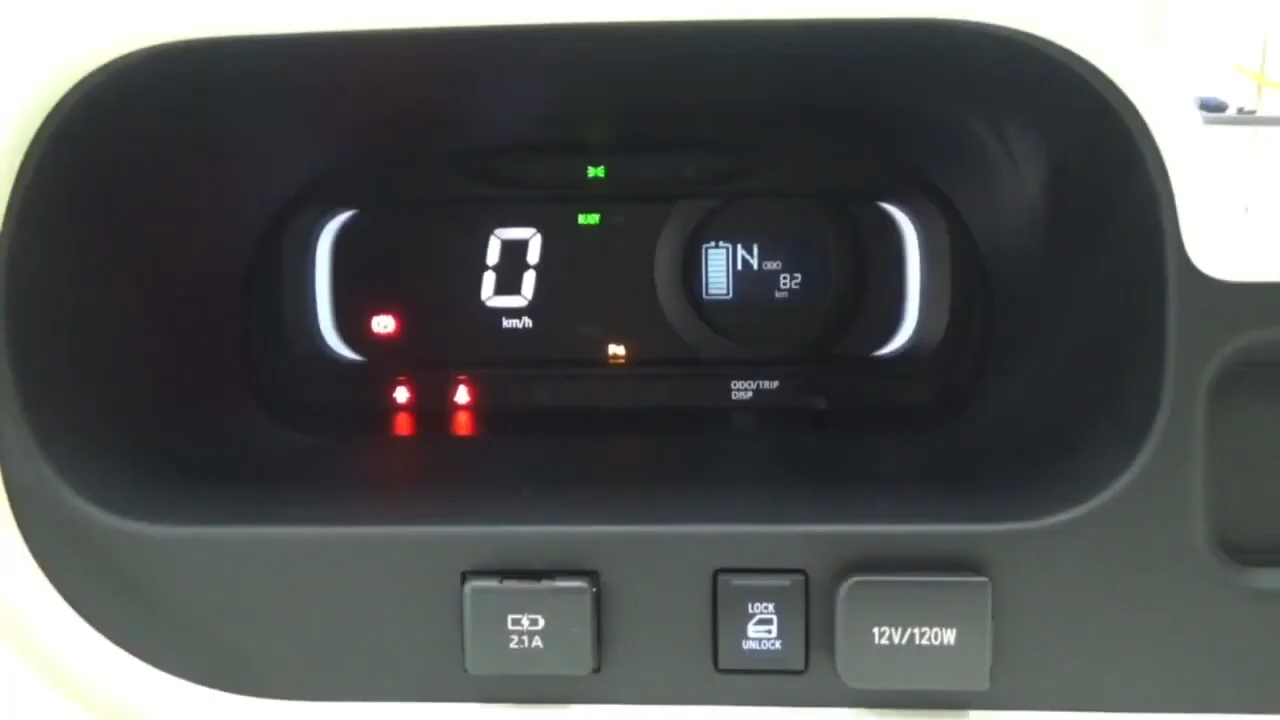 READY
0
km/h
N
ODO
82
km
ODO/TRIP
DISP
2.1A
LOCK
UNLOCK
12V/120W